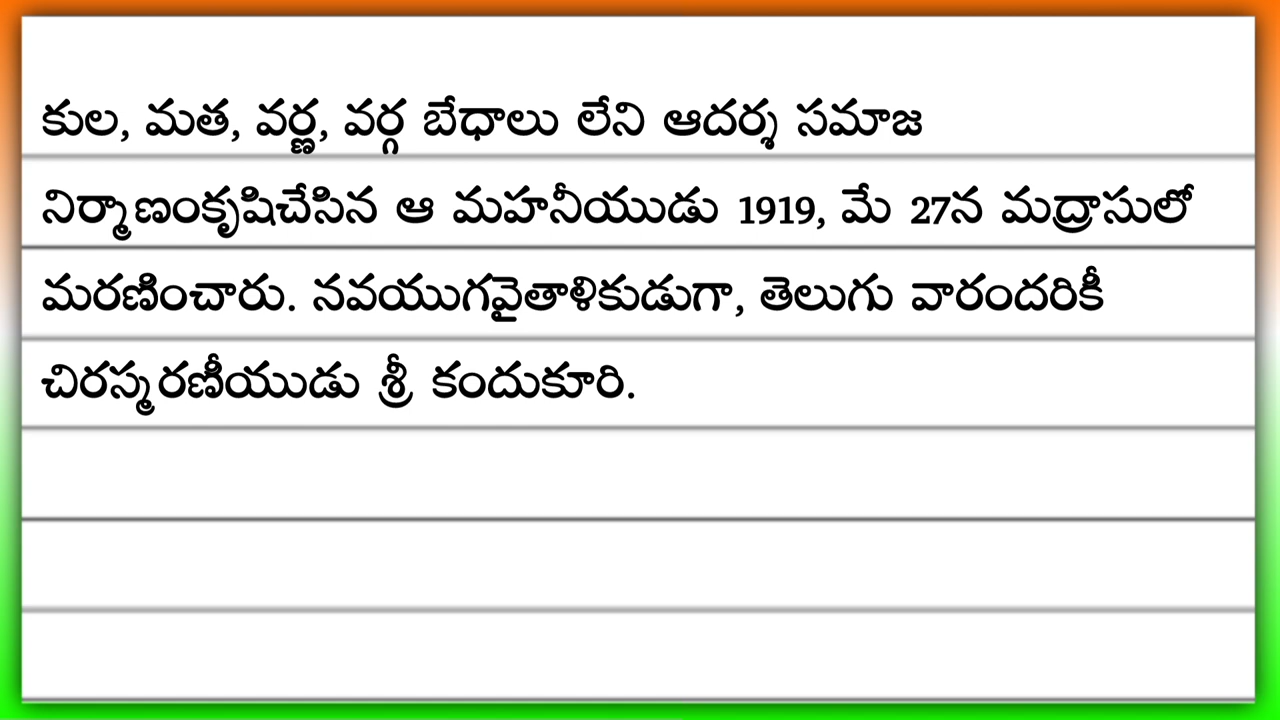 కుల, మత, వర్ణ, వర్గ బేధాలు లేని ఆదర్శ సమాజ
నిర్మాణంకృషిచేసిన ఆ మహనీయుడు 1919, మే 27న మద్రాసులో
మరణించారు. నవయుగవైతాళికుడుగా, తెలుగు వారందరికీ
చిరస్మరణీయుడు శ్రీ కందుకూరి.